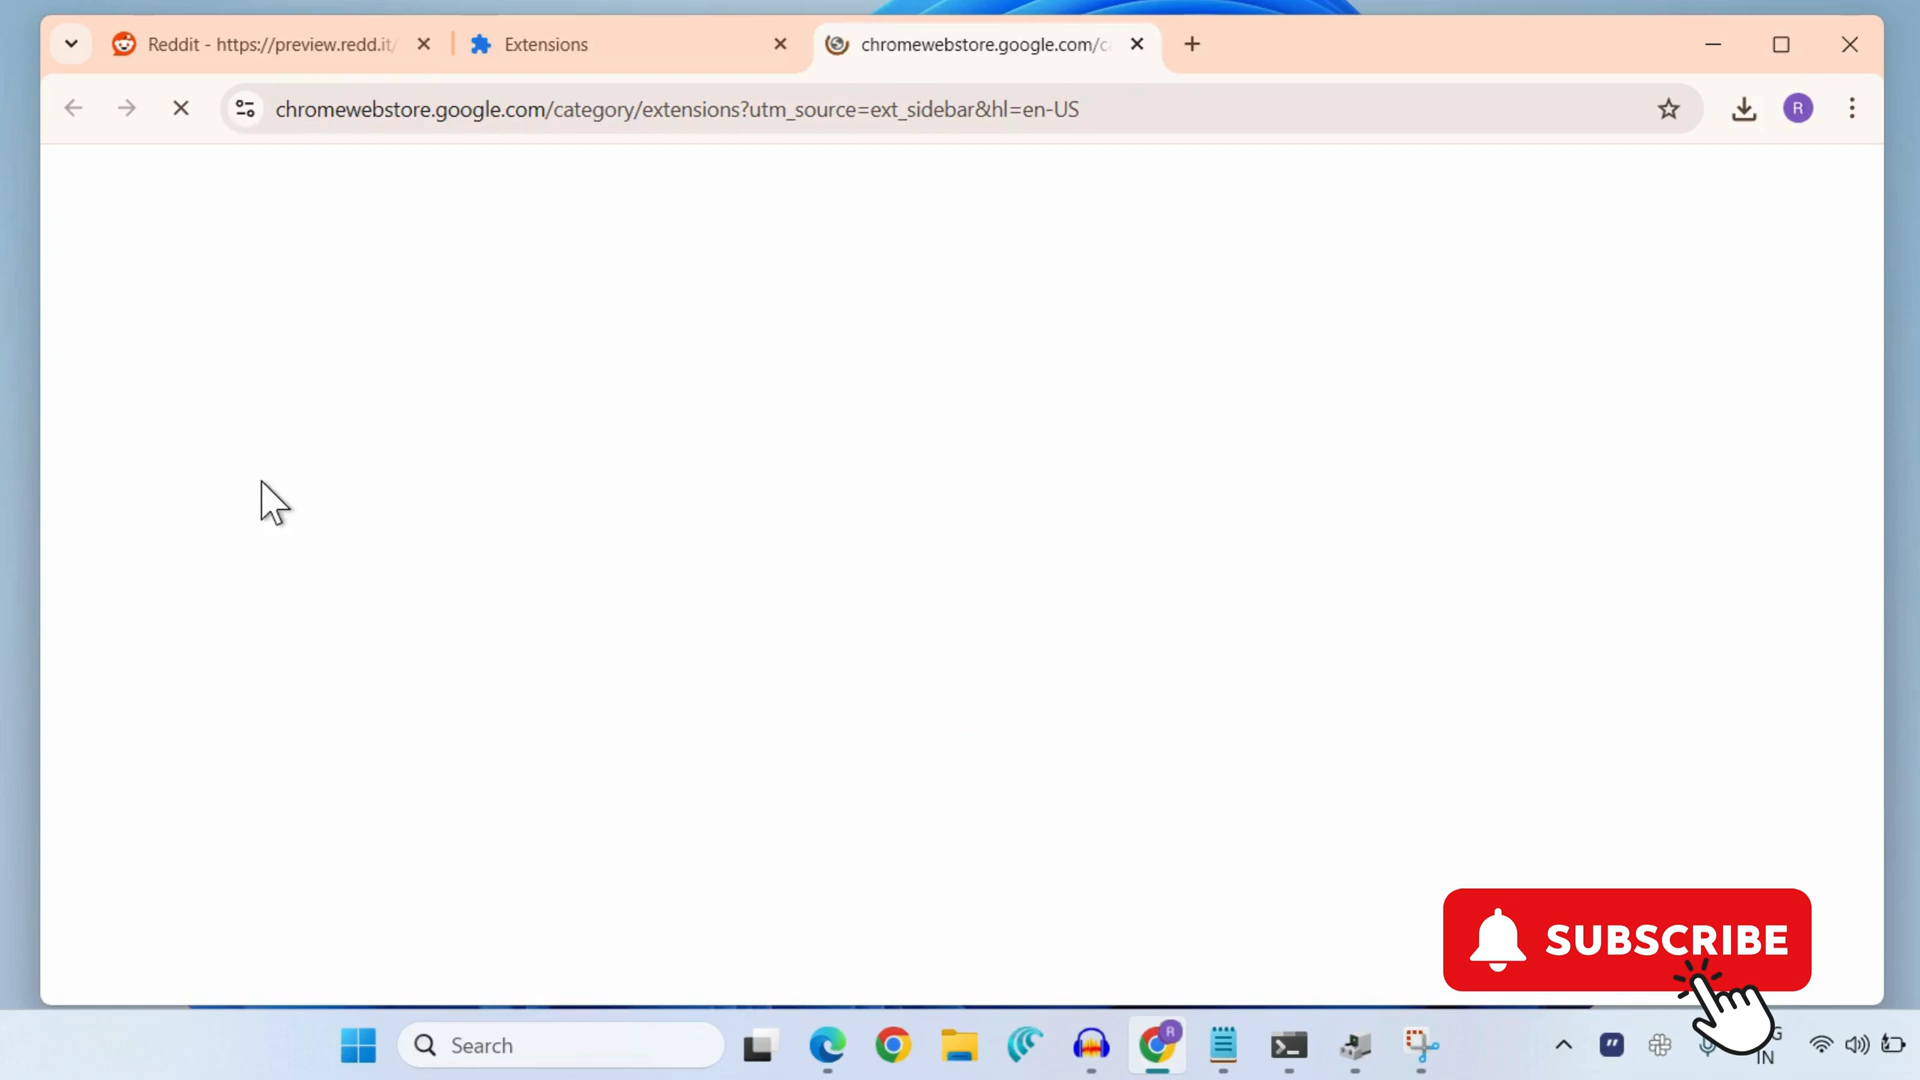 Reddit - https://preview.redd.it/
Extensions
chromewebstore.google.com/c
chromewebstore.google.com/category/extensions?utm_source=ext_sidebar&hl=en-US
R
SUBSCRIBE
Search
R
G
IN